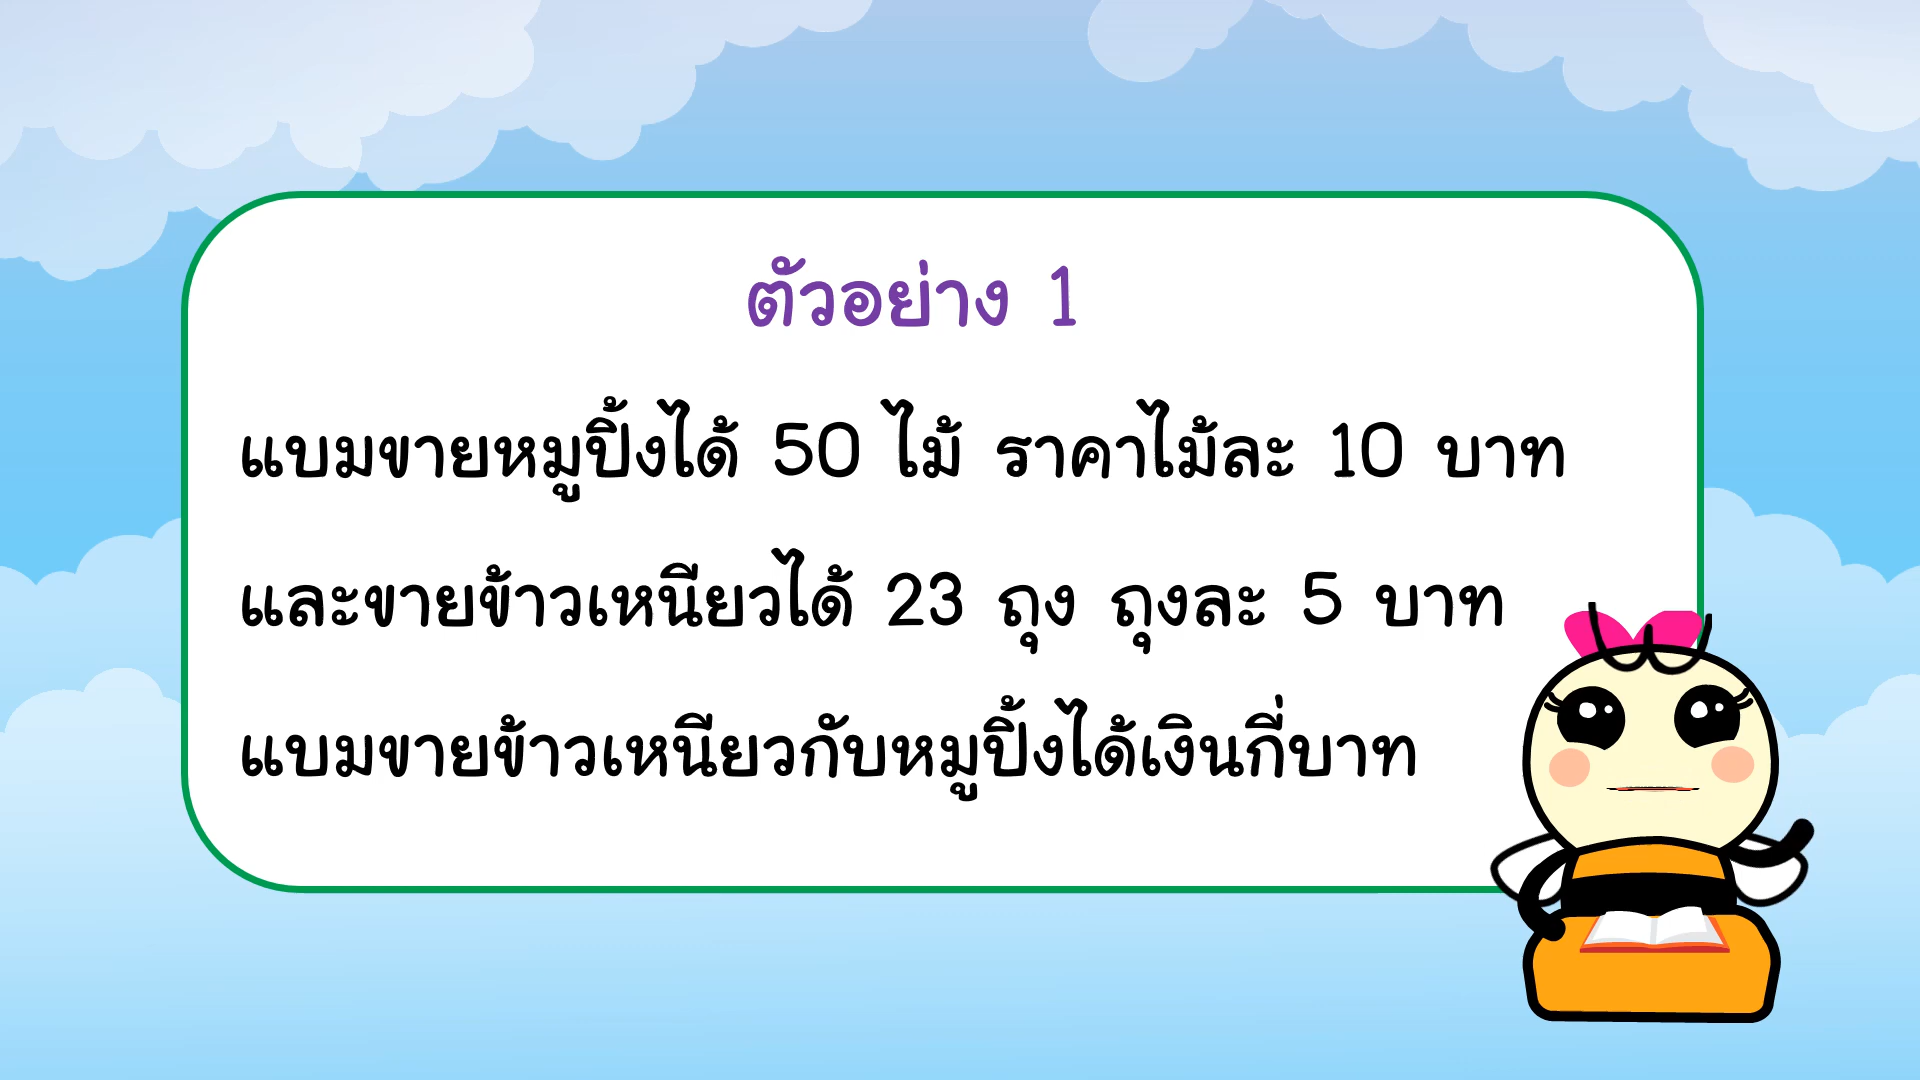 ตัวอย่าง 1
แบมขายหมูปิ้งได้ 50 ไม้ ราคาไม้ละ 10 บาท
และขายข้าวเหนียวได้ 23 ถุง ถุงละ 5 บาท
แบมขายข้าวเหนียวกับหมูปิ้งได้เงินกี่บาท